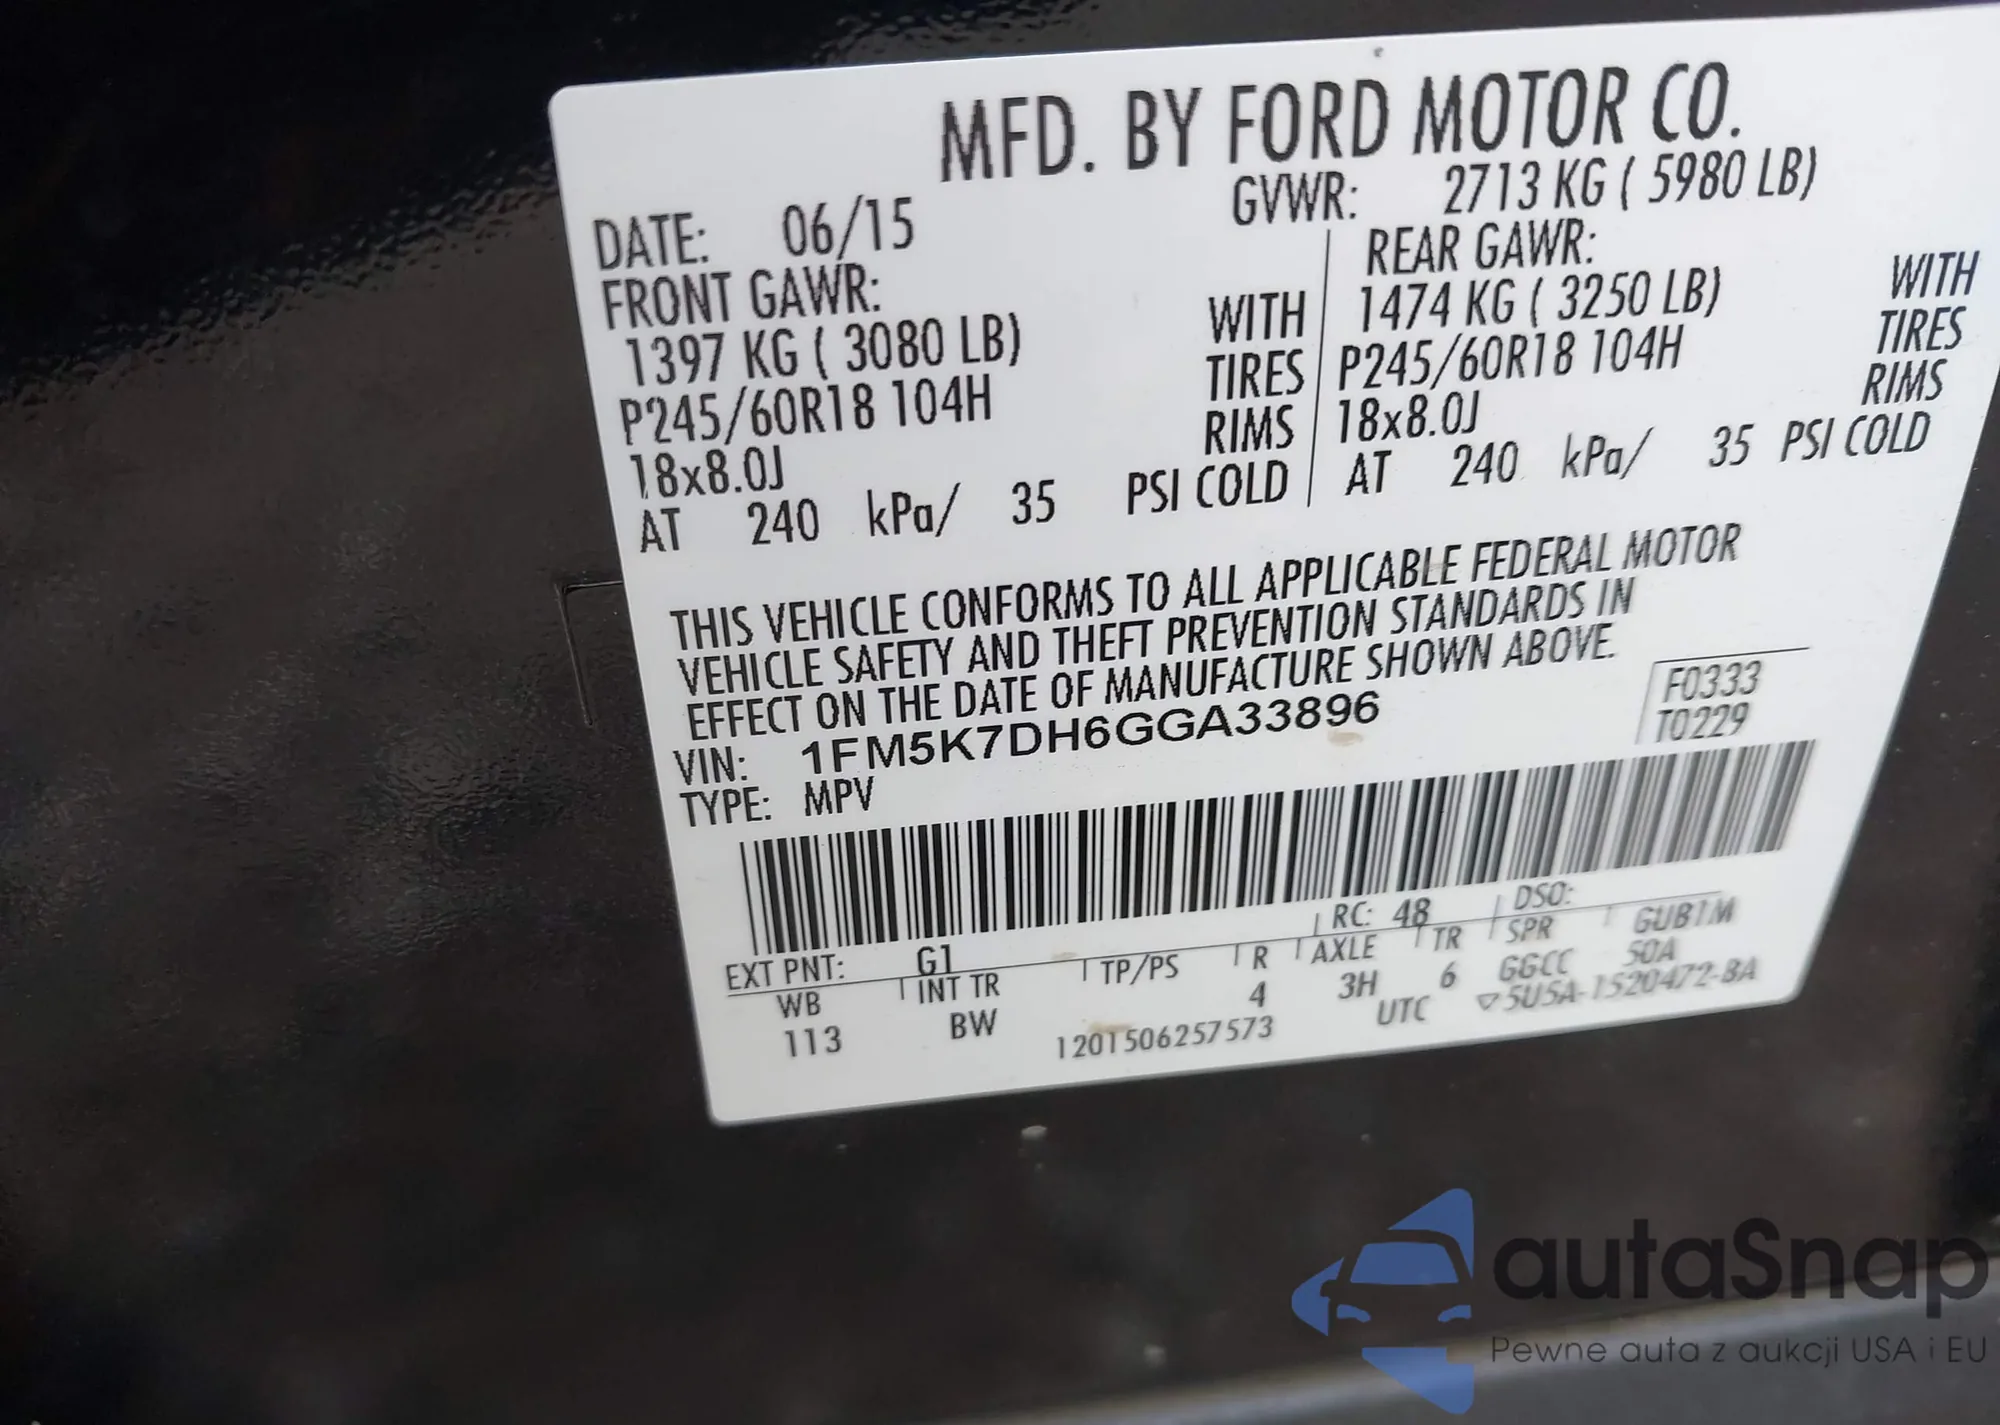 MFD. BY FORD MOTOR CO.
DATE: 06/15 GVWR: 2713 KG ( 5980 LB)
FRONT GAWR: REAR GAWR:
1397 KG ( 3080 LB) WITH 1474 KG ( 3250 LB) WITH
P245/60R18 104H TIRES P245/60R18 104H TIRES
18x8.0J RIMS 18x8.0J RIMS
AT 240 kPa/ 35 PSI COLD AT 240 kPa/ 35 PSI COLD
THIS VEHICLE CONFORMS TO ALL APPLICABLE FEDERAL MOTOR
VEHICLE SAFETY AND THEFT PREVENTION STANDARDS IN
EFFECT ON THE DATE OF MANUFACTURE SHOWN ABOVE.
VIN: 1FM5K7DH6GGA33896 F0333
TYPE: MPV T0229
EXT PNT: G1 RC: 48 DSO:
WB INT TR TP/PS R AXLE TR SPR GUB1M
113 BW 4 3H 6 GGCC 50A
1201506257573 UTC ▽5U5A-1520472-BA
autaSnap
Pewne auta z aukcji USA i EU